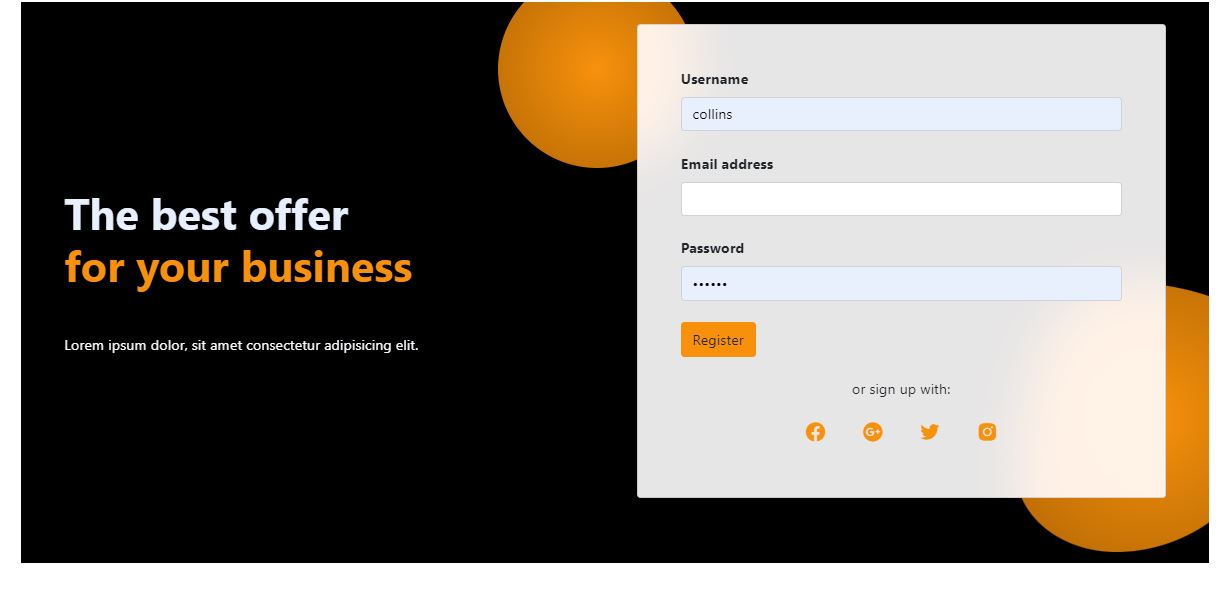 The best offer
for your business
Lorem ipsum dolor, sit amet consectetur adipisicing elit.
Username
collins
Email address
Password
••••••
Register
or sign up with: